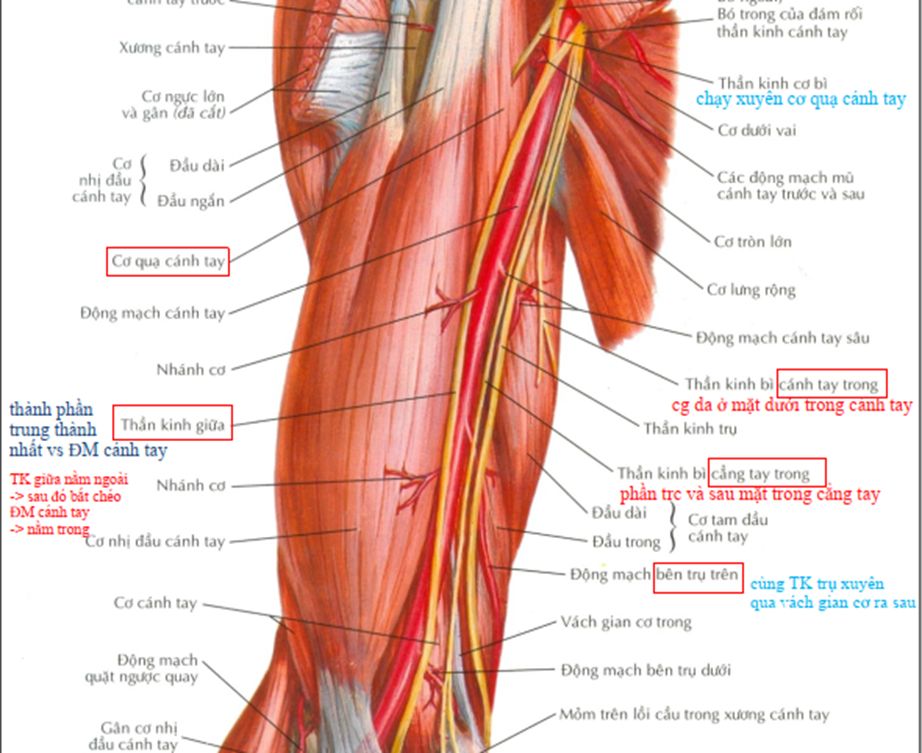 cánh tay trước
Xương cánh tay
Cơ ngực lớn
và gân (đã cắt)
Cơ
nhị đầu
cánh tay
Đầu dài
Đầu ngắn
Cơ quạ cánh tay
Động mạch cánh tay
Nhánh cơ
thành phần
trung thành
nhất vs ĐM cánh tay
Thần kinh giữa
TK giữa nằm ngoài
-> sau đó bắt chéo
ĐM cánh tay
-> nằm trong
Nhánh cơ
Cơ nhị đầu cánh tay
Cơ cánh tay
Động mạch
quặt ngược quay
Gân cơ nhị
đầu cánh tay
Bó trong của đám rối
thần kinh cánh tay
Thần kinh cơ bì
chạy xuyên cơ quạ cánh tay
Cơ dưới vai
Các động mạch mũ
cánh tay trước và sau
Cơ tròn lớn
Cơ lưng rộng
Động mạch cánh tay sâu
Thần kinh bì cánh tay trong
cg da ở mặt dưới trong cánh tay
Thần kinh trụ
Thần kinh bì cẳng tay trong
phần trc và sau mặt trong cẳng tay
Đầu dài
Đầu trong
Cơ tam đầu
cánh tay
Động mạch bên trụ trên
cùng TK trụ xuyên
qua vách gian cơ ra sau
Vách gian cơ trong
Động mạch bên trụ dưới
Mỏm trên lồi cầu trong xương cánh tay